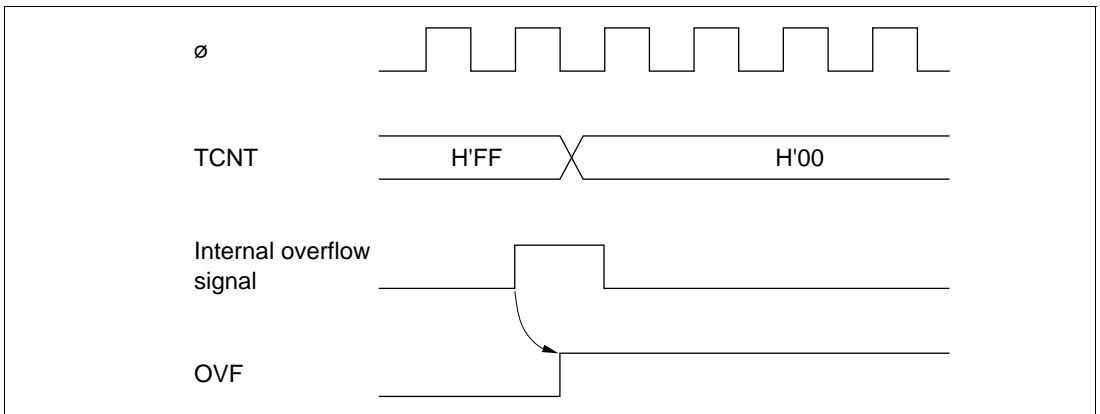 ø
TCNT
H'FF
H'00
Internal overflow
signal
OVF